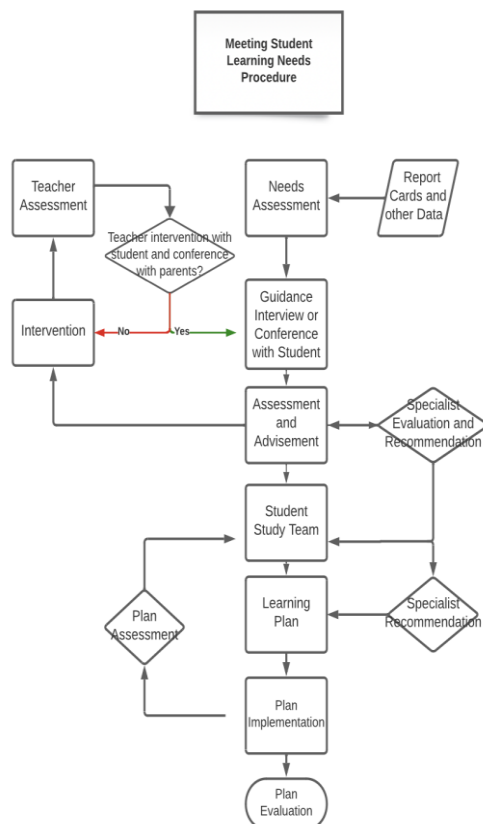 Meeting Student
Learning Needs
Procedure
Teacher
Assessment
Needs
Assessment
Report
Cards and
other Data
Teacher intervention with
student and conference
with parents?
Intervention
No
Yes
Guidance
Interview or
Conference
with Student
Assessment
and
Advisement
Specialist
Evaluation and
Recommendation
Student
Study Team
Plan
Assessment
Learning
Plan
Specialist
Recommendation
Plan
Implementation
Plan
Evaluation